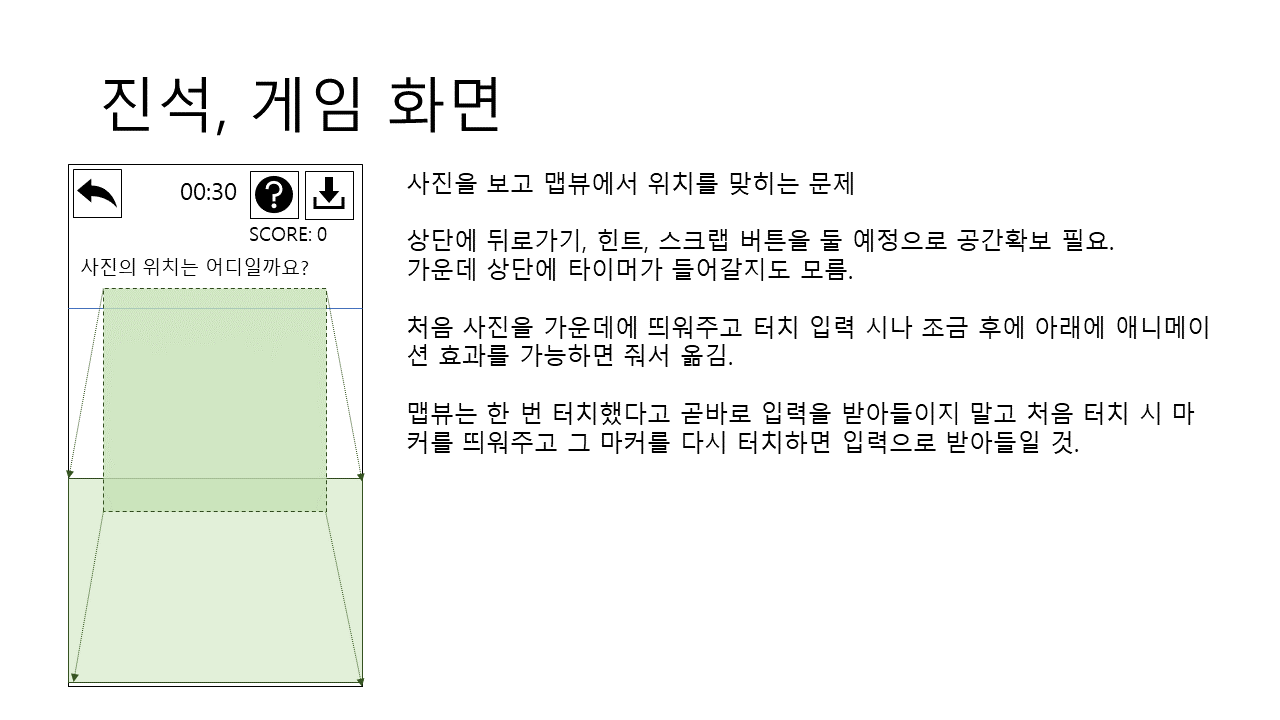 진석, 게임 화면
00:30
SCORE: 0
사진의 위치는 어디일까요?
사진을 보고 맵뷰에서 위치를 맞히는 문제
상단에 뒤로가기, 힌트, 스크랩 버튼을 둘 예정으로 공간확보 필요.
가운데 상단에 타이머가 들어갈지도 모름.
처음 사진을 가운데에 띄워주고 터치 입력 시나 조금 후에 아래에 애니메이
션 효과를 가능하면 줘서 옮김.
맵뷰는 한 번 터치했다고 곧바로 입력을 받아들이지 말고 처음 터치 시 마
커를 띄워주고 그 마커를 다시 터치하면 입력으로 받아들일 것.